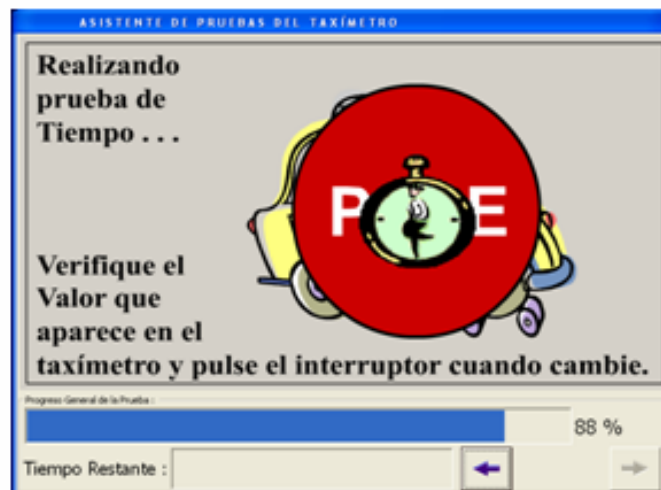 ASISTENTE DE PRUEBAS DEL TAXÍMETRO
Realizando
prueba de
Tiempo . . .
P E
Verifique el
Valor que
aparece en el
taxímetro y pulse el interruptor cuando cambie.
Progreso General de la Prueba :
88 %
Tiempo Restante :